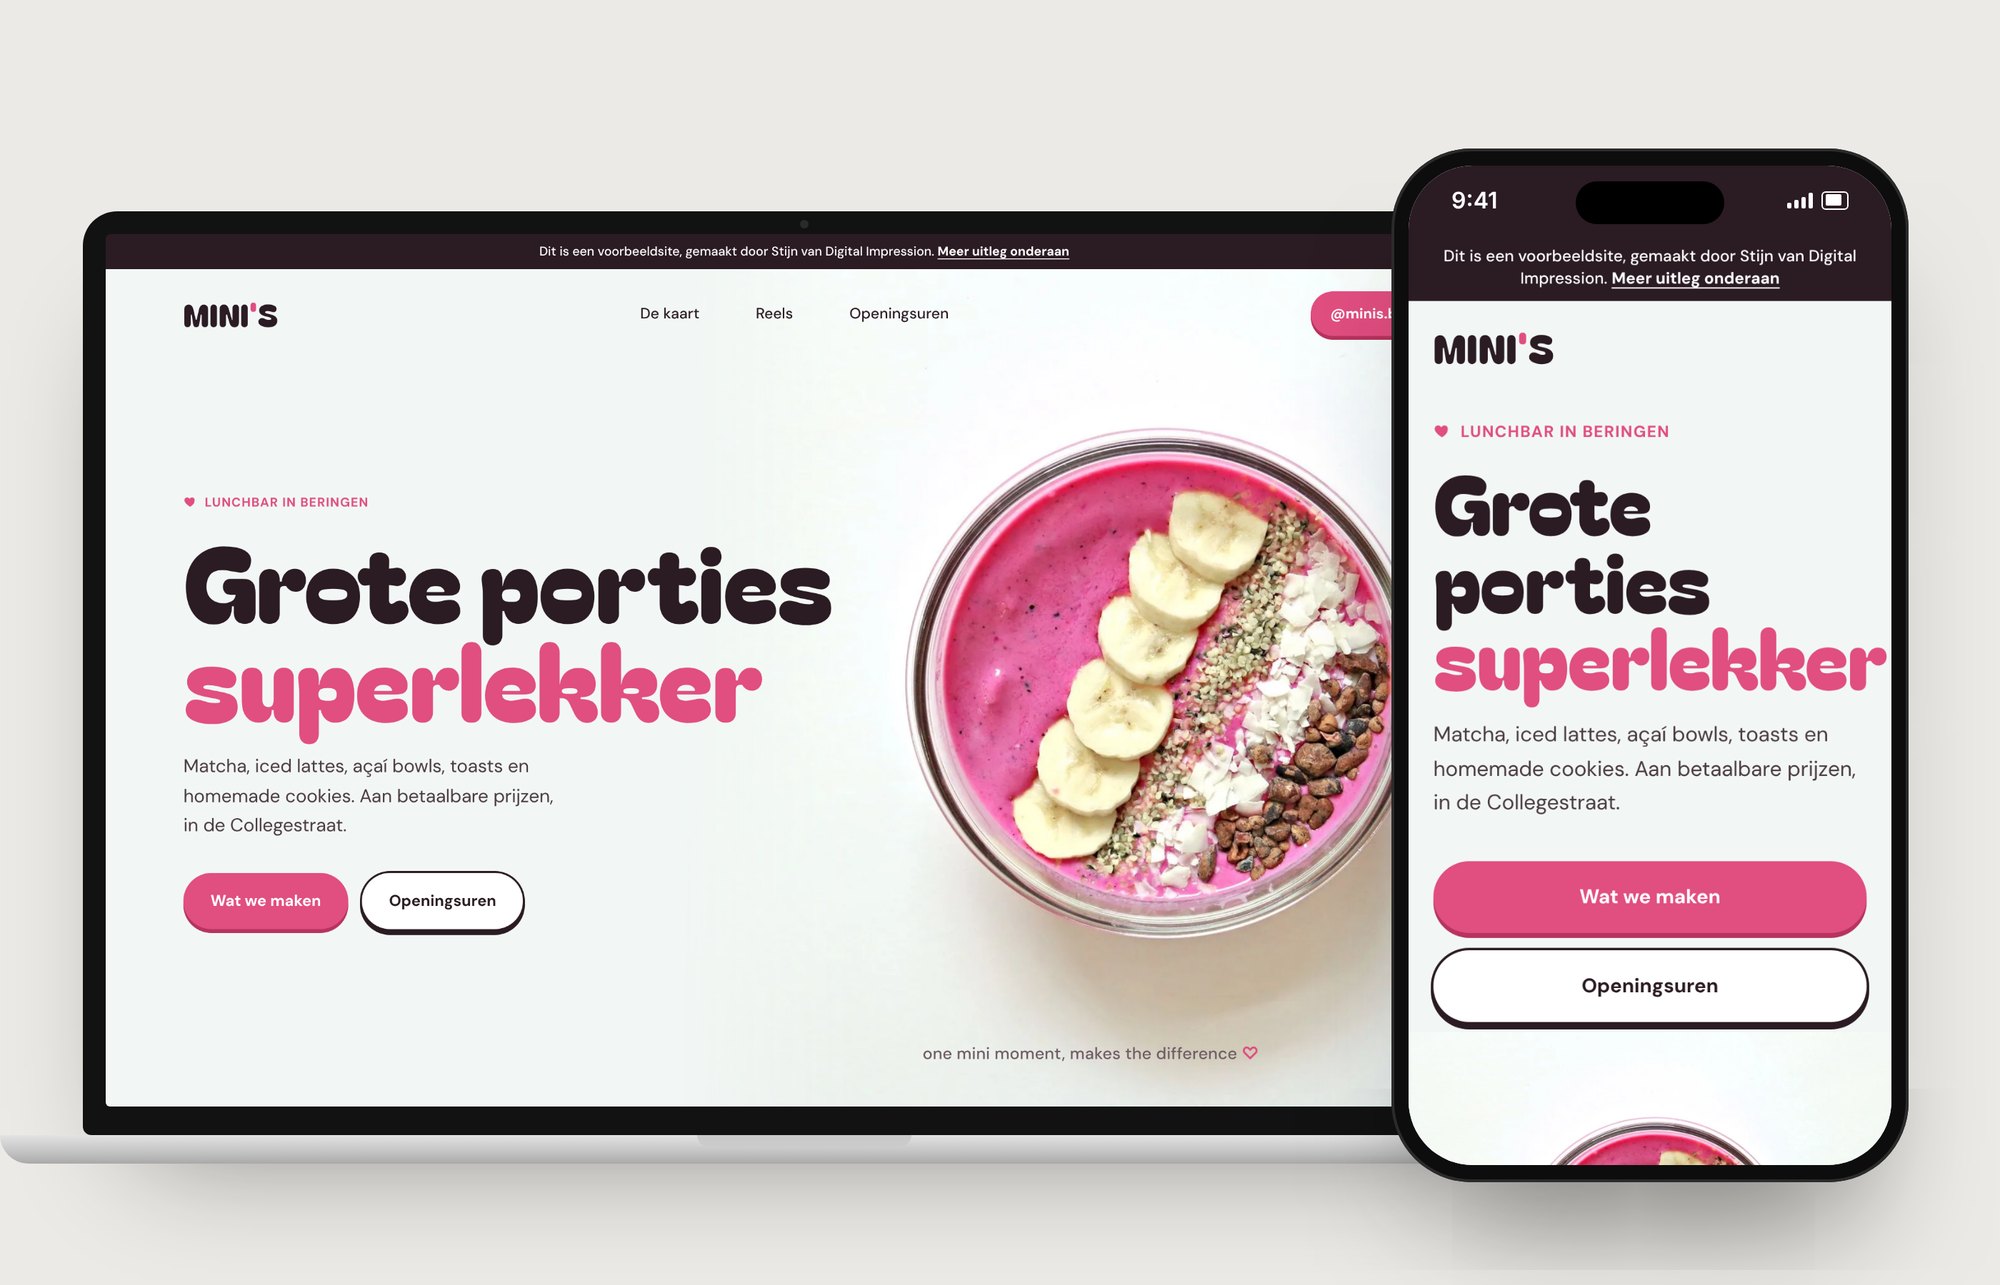 Dit is een voorbeeldsite, gemaakt door Stijn van Digital Impression. Meer uitleg onderaan
MINI'S
De kaart
Reels
Openingsuren
LUNCHBAR IN BERINGEN
Grote porties
superlekker
Matcha, iced lattes, açaí bowls, toasts en
homemade cookies. Aan betaalbare prijzen,
in de Collegestraat.
Wat we maken
Openingsuren
one mini moment, makes the difference ♡
9:41
Dit is een voorbeeldsite, gemaakt door Stijn van Digital
Impression. Meer uitleg onderaan
MINI'S
LUNCHBAR IN BERINGEN
Grote
porties
superlekker
Matcha, iced lattes, açaí bowls, toasts en
homemade cookies. Aan betaalbare prijzen,
in de Collegestraat.
Wat we maken
Openingsuren